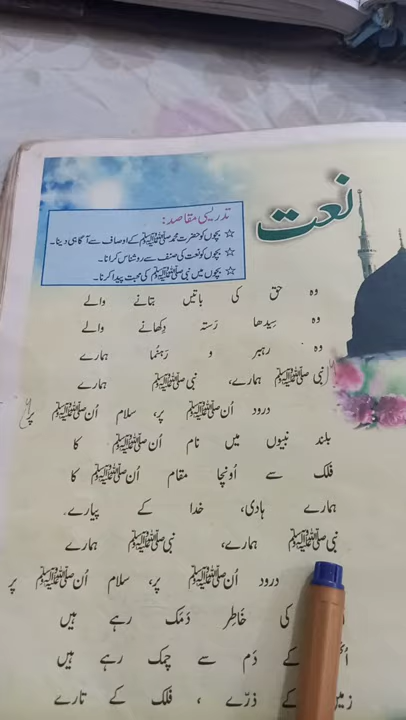 نعت
تدریسی مقاصد:
☆ بچوں کو حضرت محمد ﷺ کے اوصاف سے آگاہی دینا۔
☆ بچوں کو نعت کی صنف سے روشناس کرانا۔
☆ بچوں میں نبی ﷺ کی محبت پیدا کرنا۔
وہ حق کی باتیں بتانے والے
وہ سیدھا رَستہ دِکھانے والے
وہ رہبر و رَہنُما ہمارے
نبی ﷺ ہمارے، نبی ﷺ ہمارے
درود اُن ﷺ پر، سلام اُن ﷺ پر
بلند نبیوں میں نام اُن ﷺ کا
فلک سے اُونچا مقام اُن ﷺ کا
ہمارے ہادی، خدا کے پیارے
نبی ﷺ ہمارے، نبی ﷺ ہمارے
درود اُن ﷺ پر، سلام اُن ﷺ پر
کی خَاطِر دَمَک رہے ہیں
کے دَم سے چمک رہے ہیں
کے ذرّے، فلک کے تارے